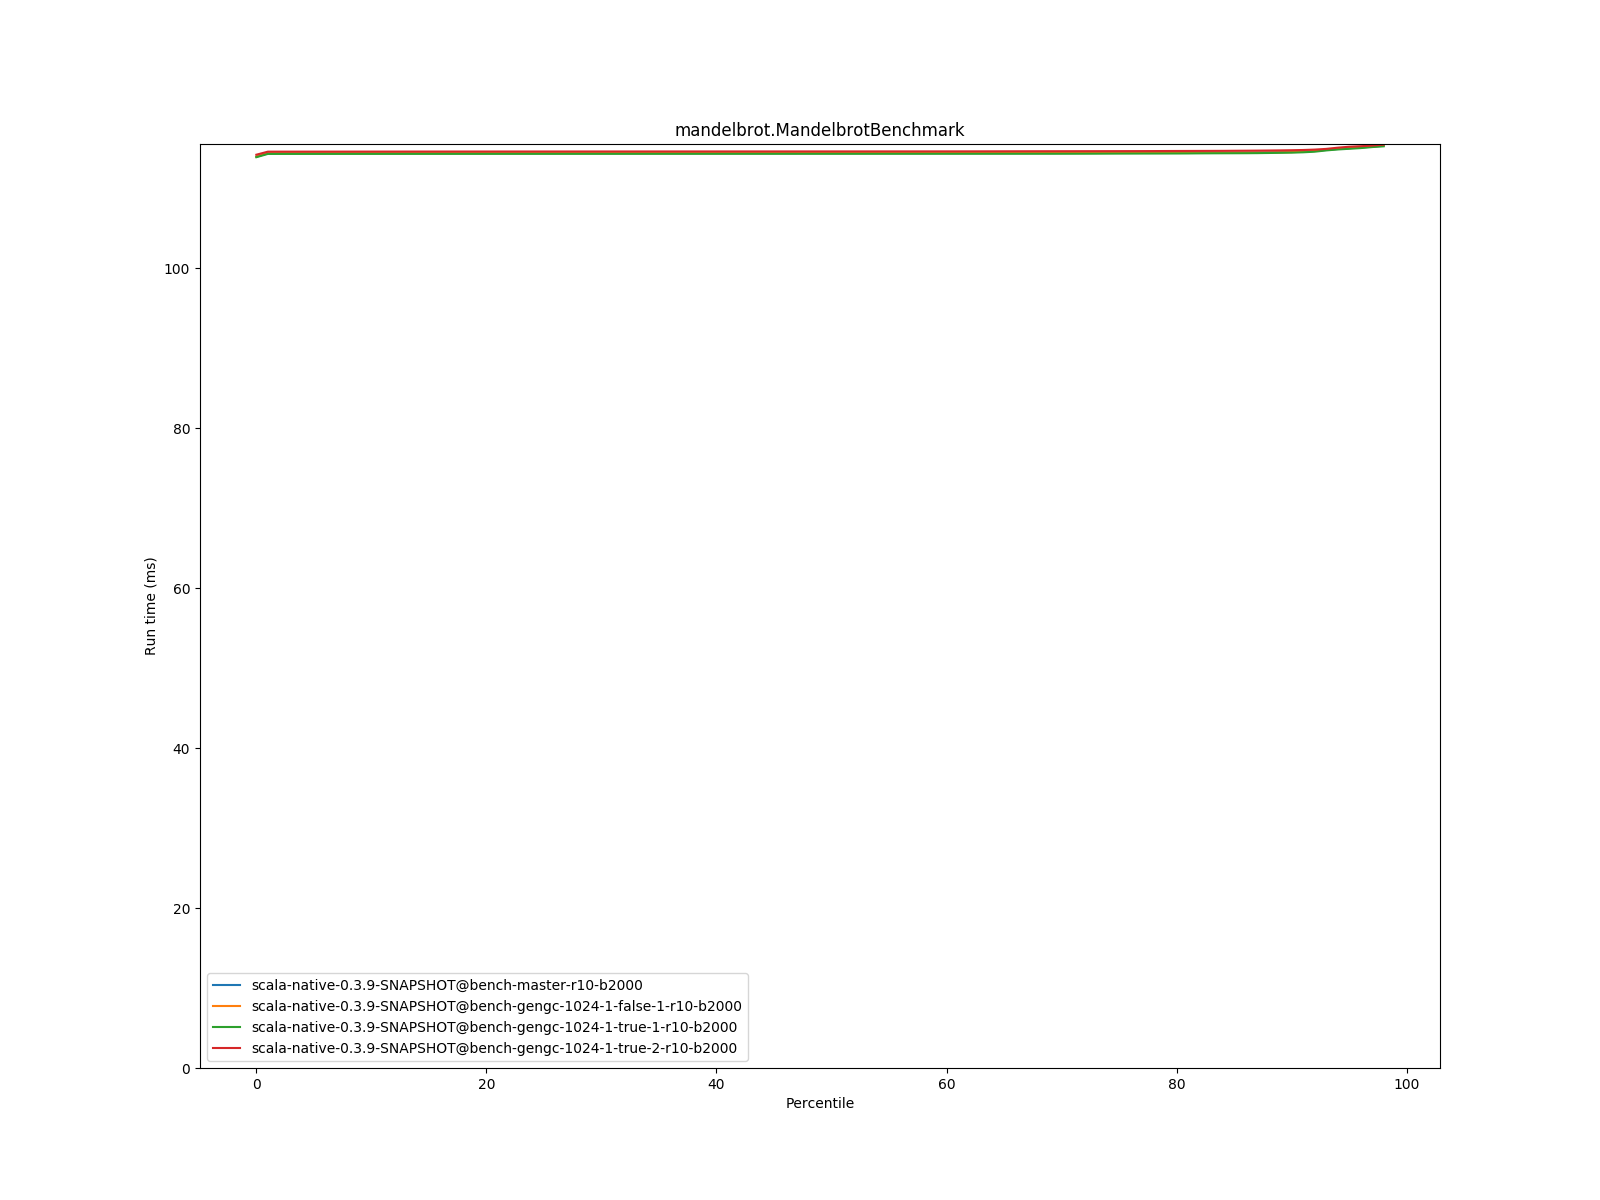 mandelbrot.MandelbrotBenchmark
100
80
60
40
20
0
Run time (ms)
scala-native-0.3.9-SNAPSHOT@bench-master-r10-b2000
scala-native-0.3.9-SNAPSHOT@bench-gengc-1024-1-false-1-r10-b2000
scala-native-0.3.9-SNAPSHOT@bench-gengc-1024-1-true-1-r10-b2000
scala-native-0.3.9-SNAPSHOT@bench-gengc-1024-1-true-2-r10-b2000
0 20 40 60 80 100
Percentile